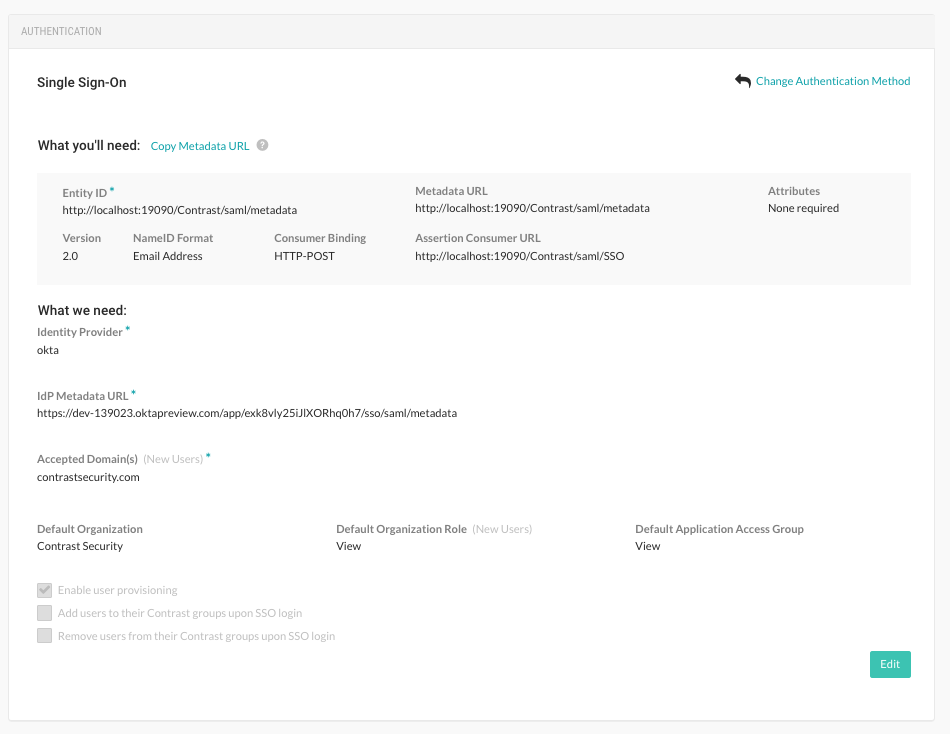 AUTHENTICATION
Single Sign-On
Change Authentication Method
What you'll need: Copy Metadata URL ?
Entity ID * Metadata URL Attributes
http://localhost:19090/Contrast/saml/metadata http://localhost:19090/Contrast/saml/metadata None required
Version NameID Format Consumer Binding Assertion Consumer URL
2.0 Email Address HTTP-POST http://localhost:19090/Contrast/saml/SSO
What we need:
Identity Provider *
okta
IdP Metadata URL *
https://dev-139023.oktapreview.com/app/exk8vly25iJlXORhq0h7/sso/saml/metadata
Accepted Domain(s) (New Users) *
contrastsecurity.com
Default Organization Default Organization Role (New Users) Default Application Access Group
Contrast Security View View
Enable user provisioning
Add users to their Contrast groups upon SSO login
Remove users from their Contrast groups upon SSO login
Edit